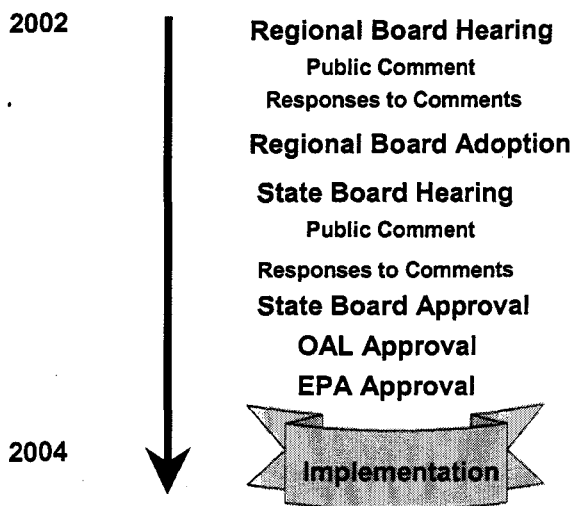 2002
Regional Board Hearing
Public Comment
Responses to Comments
Regional Board Adoption
State Board Hearing
Public Comment
Responses to Comments
State Board Approval
OAL Approval
EPA Approval
2004
Implementation